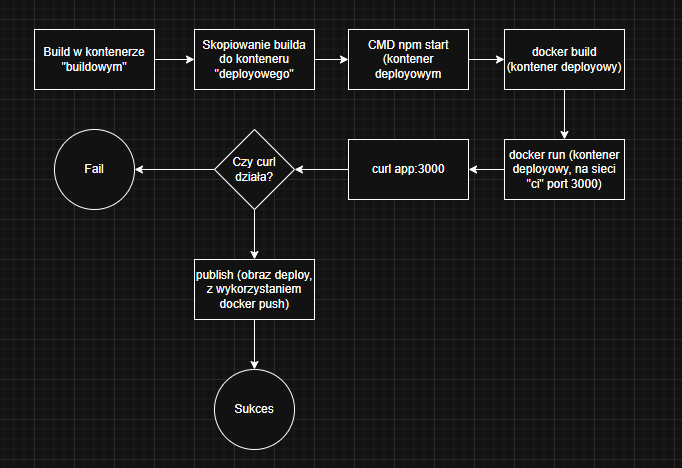 Build w kontenerze
"buildowym"
Skopiowanie builda
do konteneru
"deployowego"
CMD npm start
(kontener
deployowym
docker build
(kontener deployowy)
docker run (kontener
deployowy, na sieci
"ci" port 3000)
curl app:3000
Czy curl
działa?
Fail
publish (obraz deploy,
z wykorzystaniem
docker push)
Sukces